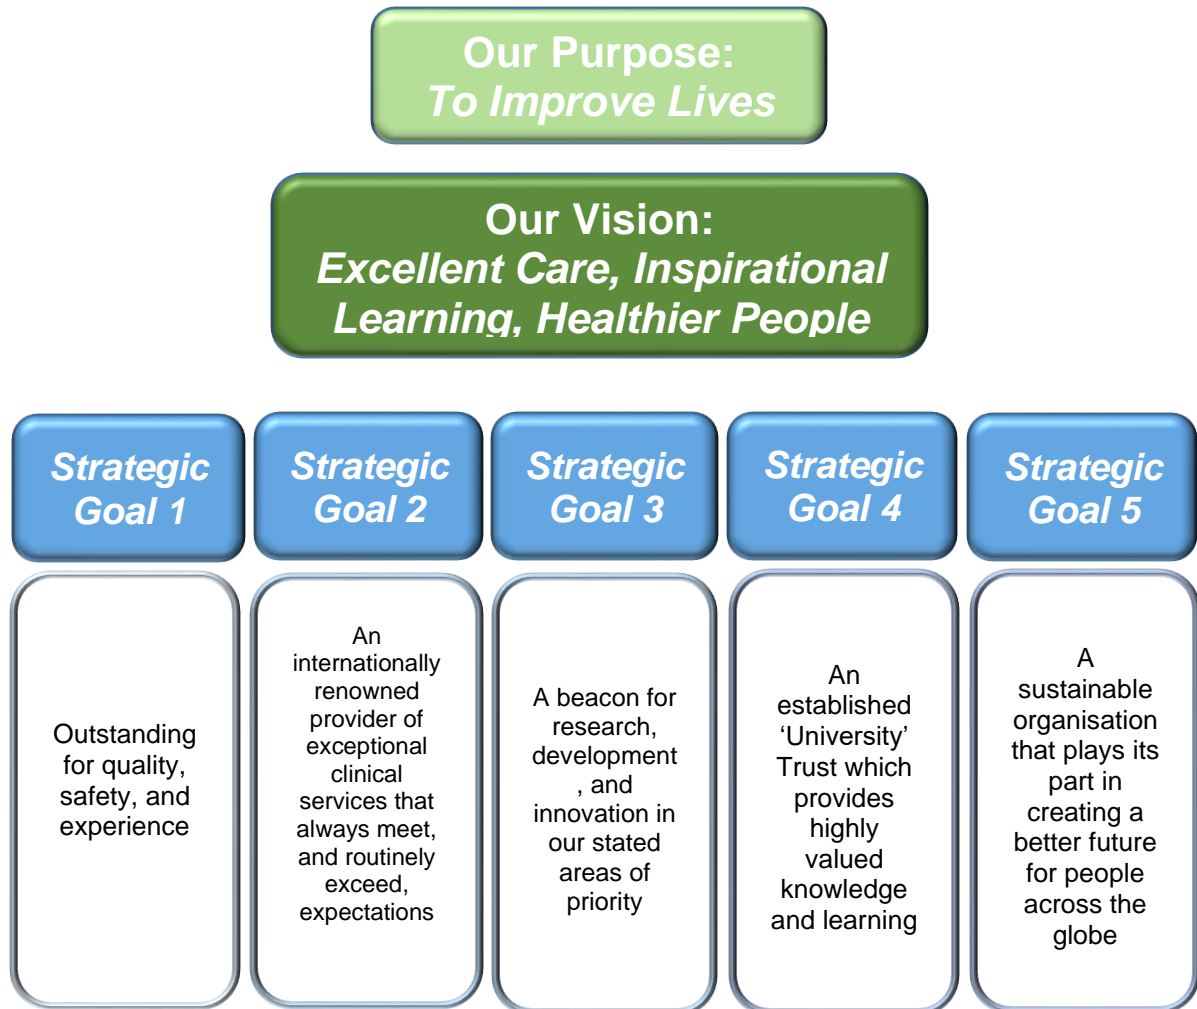 Our Purpose:
To Improve Lives
Our Vision:
Excellent Care, Inspirational
Learning, Healthier People
Strategic
Goal 1
Strategic
Goal 2
Strategic
Goal 3
Strategic
Goal 4
Strategic
Goal 5
Outstanding
for quality,
safety, and
experience
An
internationally
renowned
provider of
exceptional
clinical
services that
always meet,
and routinely
exceed,
expectations
A beacon for
research,
development
, and
innovation in
our stated
areas of
priority
An
established
‘University’
Trust which
provides
highly
valued
knowledge
and learning
A
sustainable
organisation
that plays its
part in
creating a
better future
for people
across the
globe